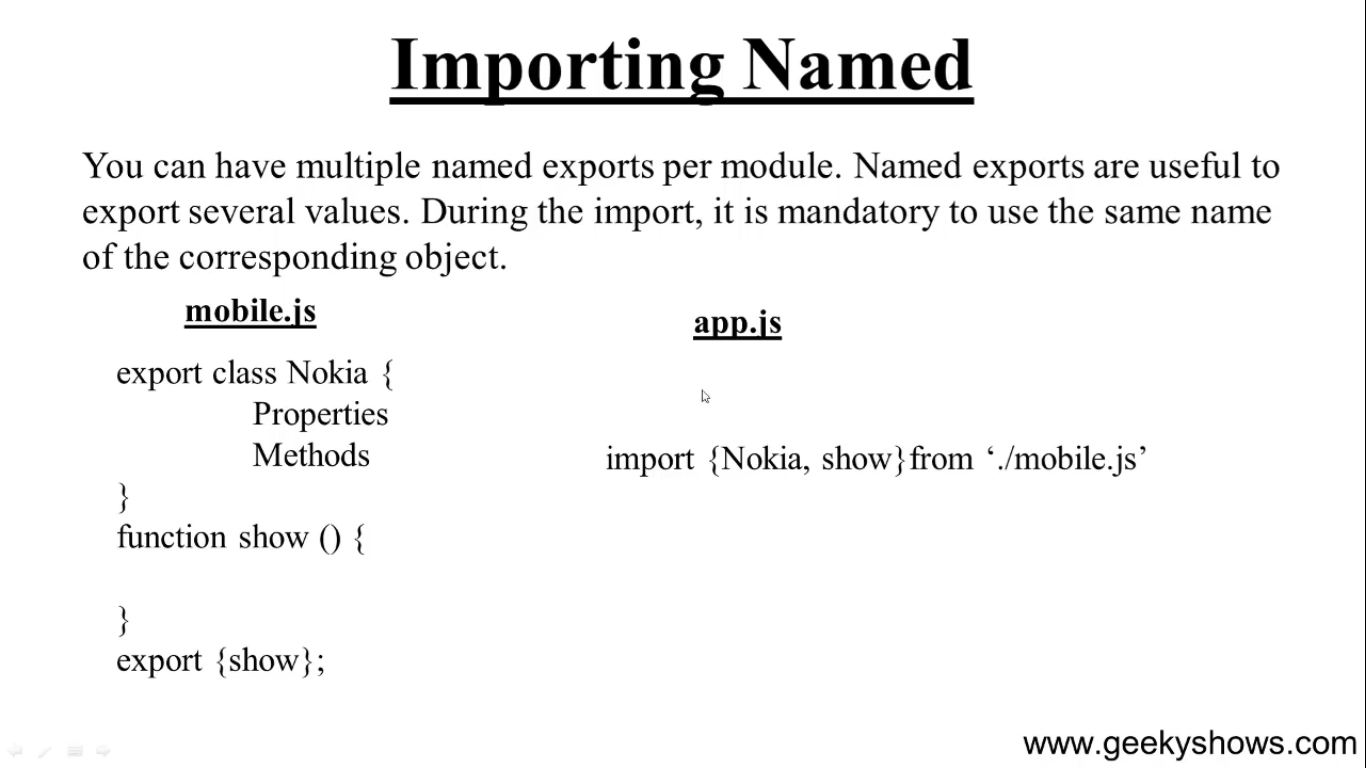 Importing Named
You can have multiple named exports per module. Named exports are useful to
export several values. During the import, it is mandatory to use the same name
of the corresponding object.
mobile.js
export class Nokia {
Properties
Methods
}
function show () {
}
export {show};
app.js
import {Nokia, show}from ‘./mobile.js’
www.geekyshows.com